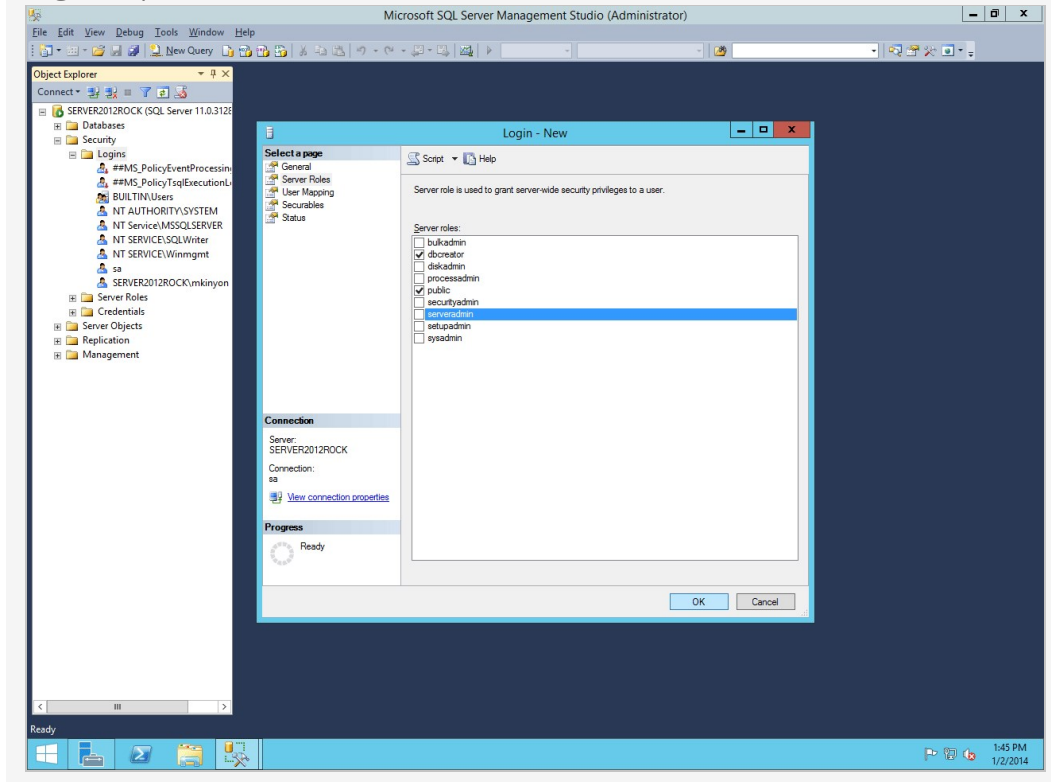 Microsoft SQL Server Management Studio (Administrator)
File Edit View Debug Tools Window Help
New Query
Object Explorer
Connect
SERVER2012ROCK (SQL Server 11.0.3128
Databases
Security
Logins
##MS_PolicyEventProcessin
##MS_PolicyTsqlExecutionL
BUILTIN\Users
NT AUTHORITY\SYSTEM
NT Service\MSSQLSERVER
NT SERVICE\SQLWriter
NT SERVICE\Winmgmt
sa
SERVER2012ROCK\mkinyon
Server Roles
Credentials
Server Objects
Replication
Management
Login - New
Select a page
General
Server Roles
User Mapping
Securables
Status
Script Help
Server role is used to grant server-wide security privileges to a user.
Server roles:
bulkadmin
dbcreator
diskadmin
processadmin
public
securityadmin
serveradmin
setupadmin
sysadmin
Connection
Server:
SERVER2012ROCK
Connection:
sa
View connection properties
Progress
Ready
OK Cancel
Ready
1:45 PM
1/2/2014